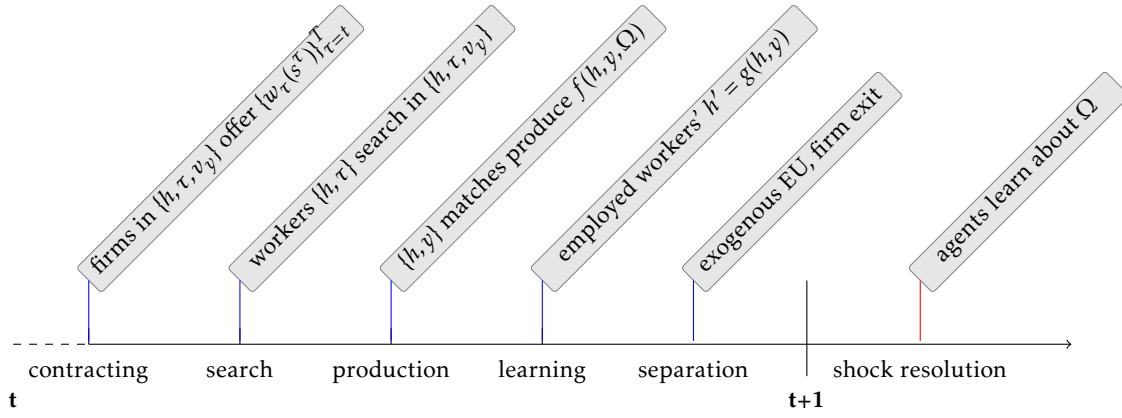 firms in {h, τ, v_y} offer {w_τ(s^τ)}_{τ=t}^T
workers {h, τ} search in {h, τ, v_y}
{h, y} matches produce f(h, y, Ω)
employed workers' h' = g(h, y)
exogenous EU, firm exit
agents learn about Ω
contracting search production learning separation shock resolution
t t+1